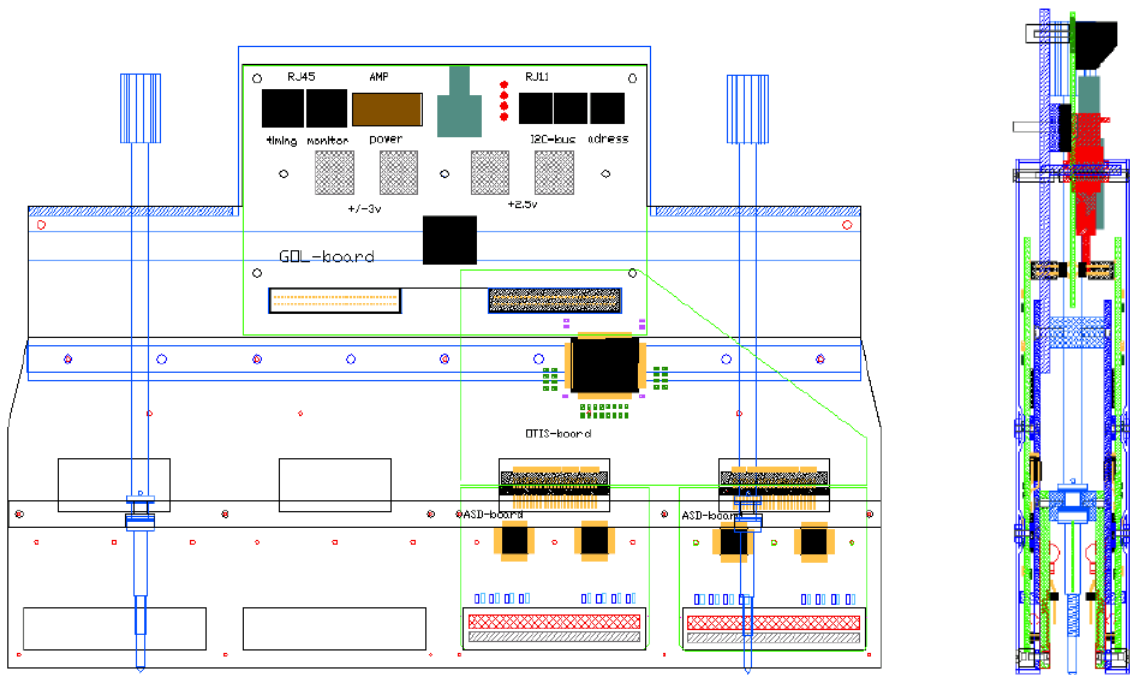 RJ45 AMP RJ11
timing monitor power I2C-bus adress
+/-3v +2.5v
GOL-board
OTIS-board
ASD-board ASD-board